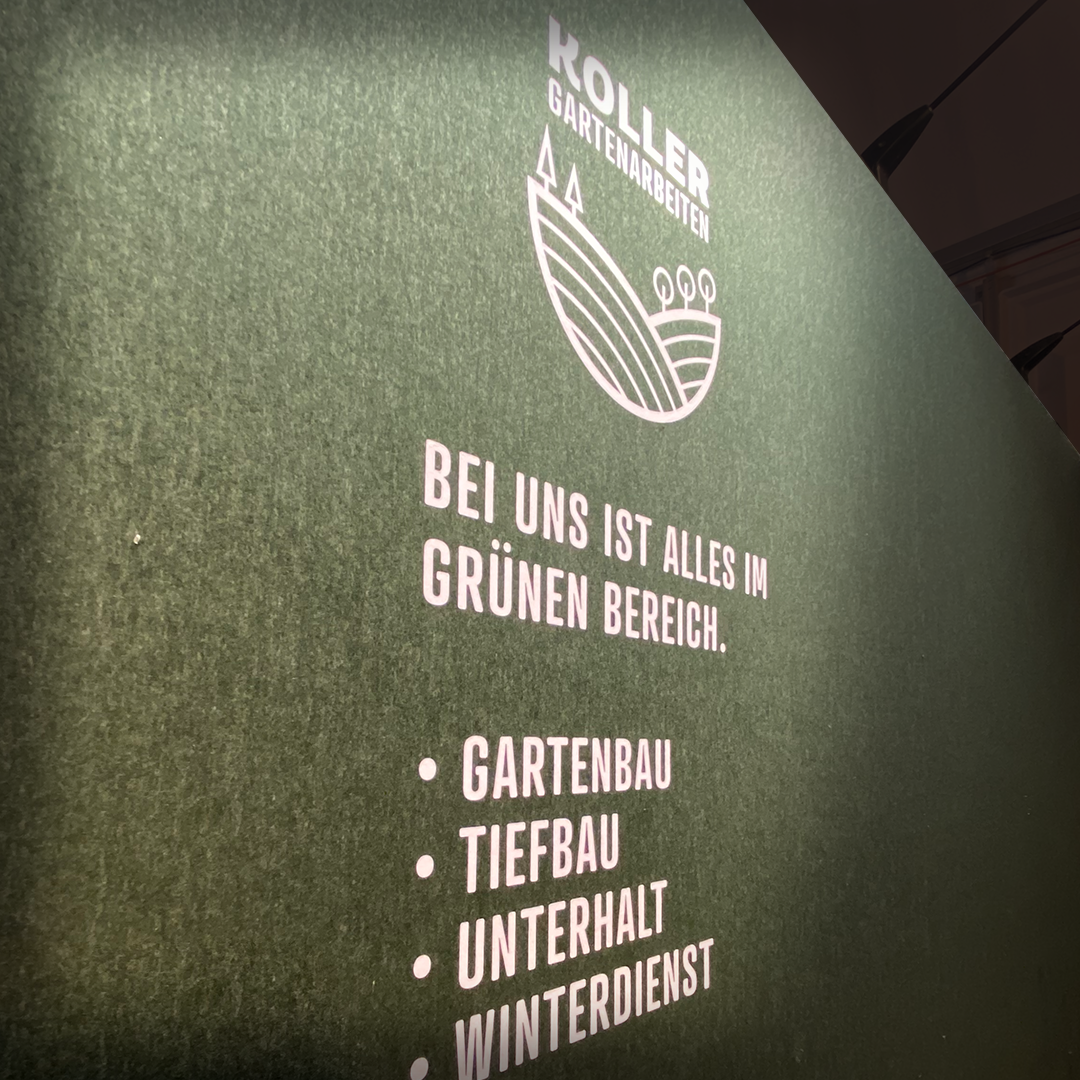 KOLLER
GARTENARBEITEN
BEI UNS IST ALLES IM
GRÜNEN BEREICH.
• GARTENBAU
• TIEFBAU
• UNTERHALT
• WINTERDIENST